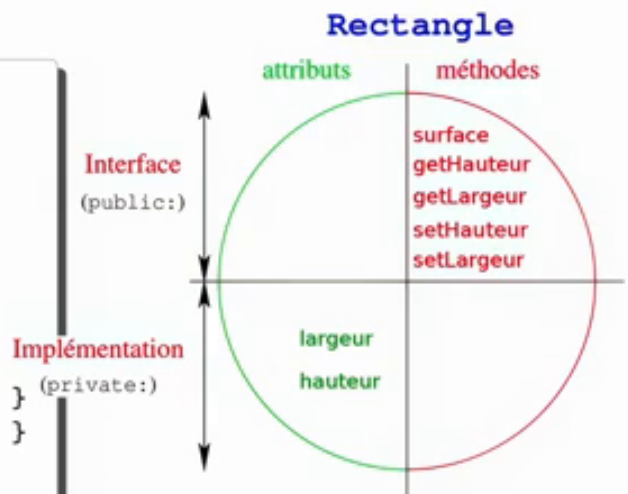 Rectangle
attributs
méthodes
surface
getHauteur
getLargeur
setHauteur
setLargeur
Interface
(public:)
largeur
hauteur
Implémentation
(private:)
}
}